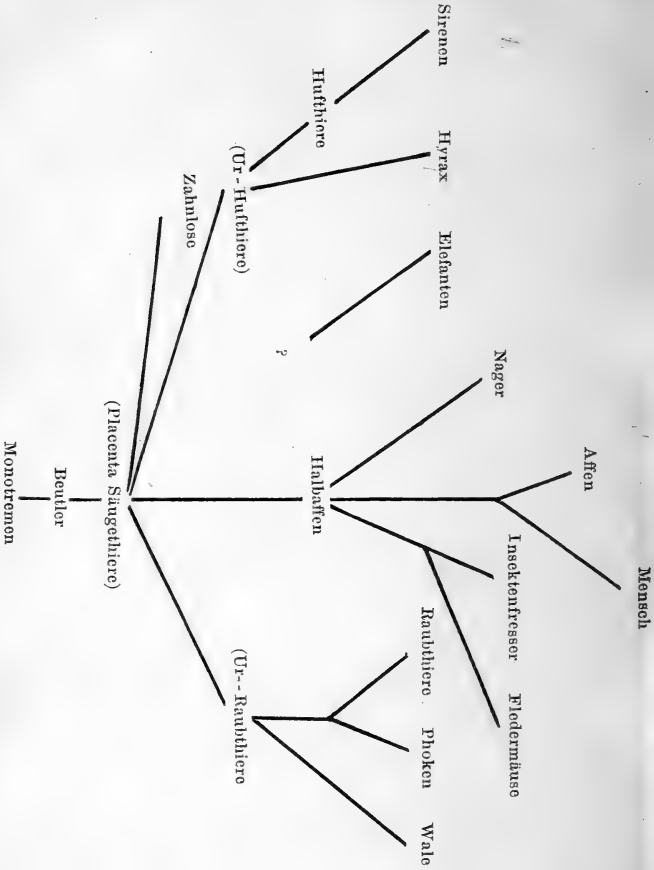 Mensch
Affen
Insektenfresser
Fledermäuse
Nager
Sirenen
Hyrax
Elefanten
Raubthiere
Phoken
Wale
Hufthiere
Halbaffen
?
(Ur-Hufthiere)
(Ur--Raubthiere
Zahnlose
(Placenta Säugethiere)
Beutler
Monotremen